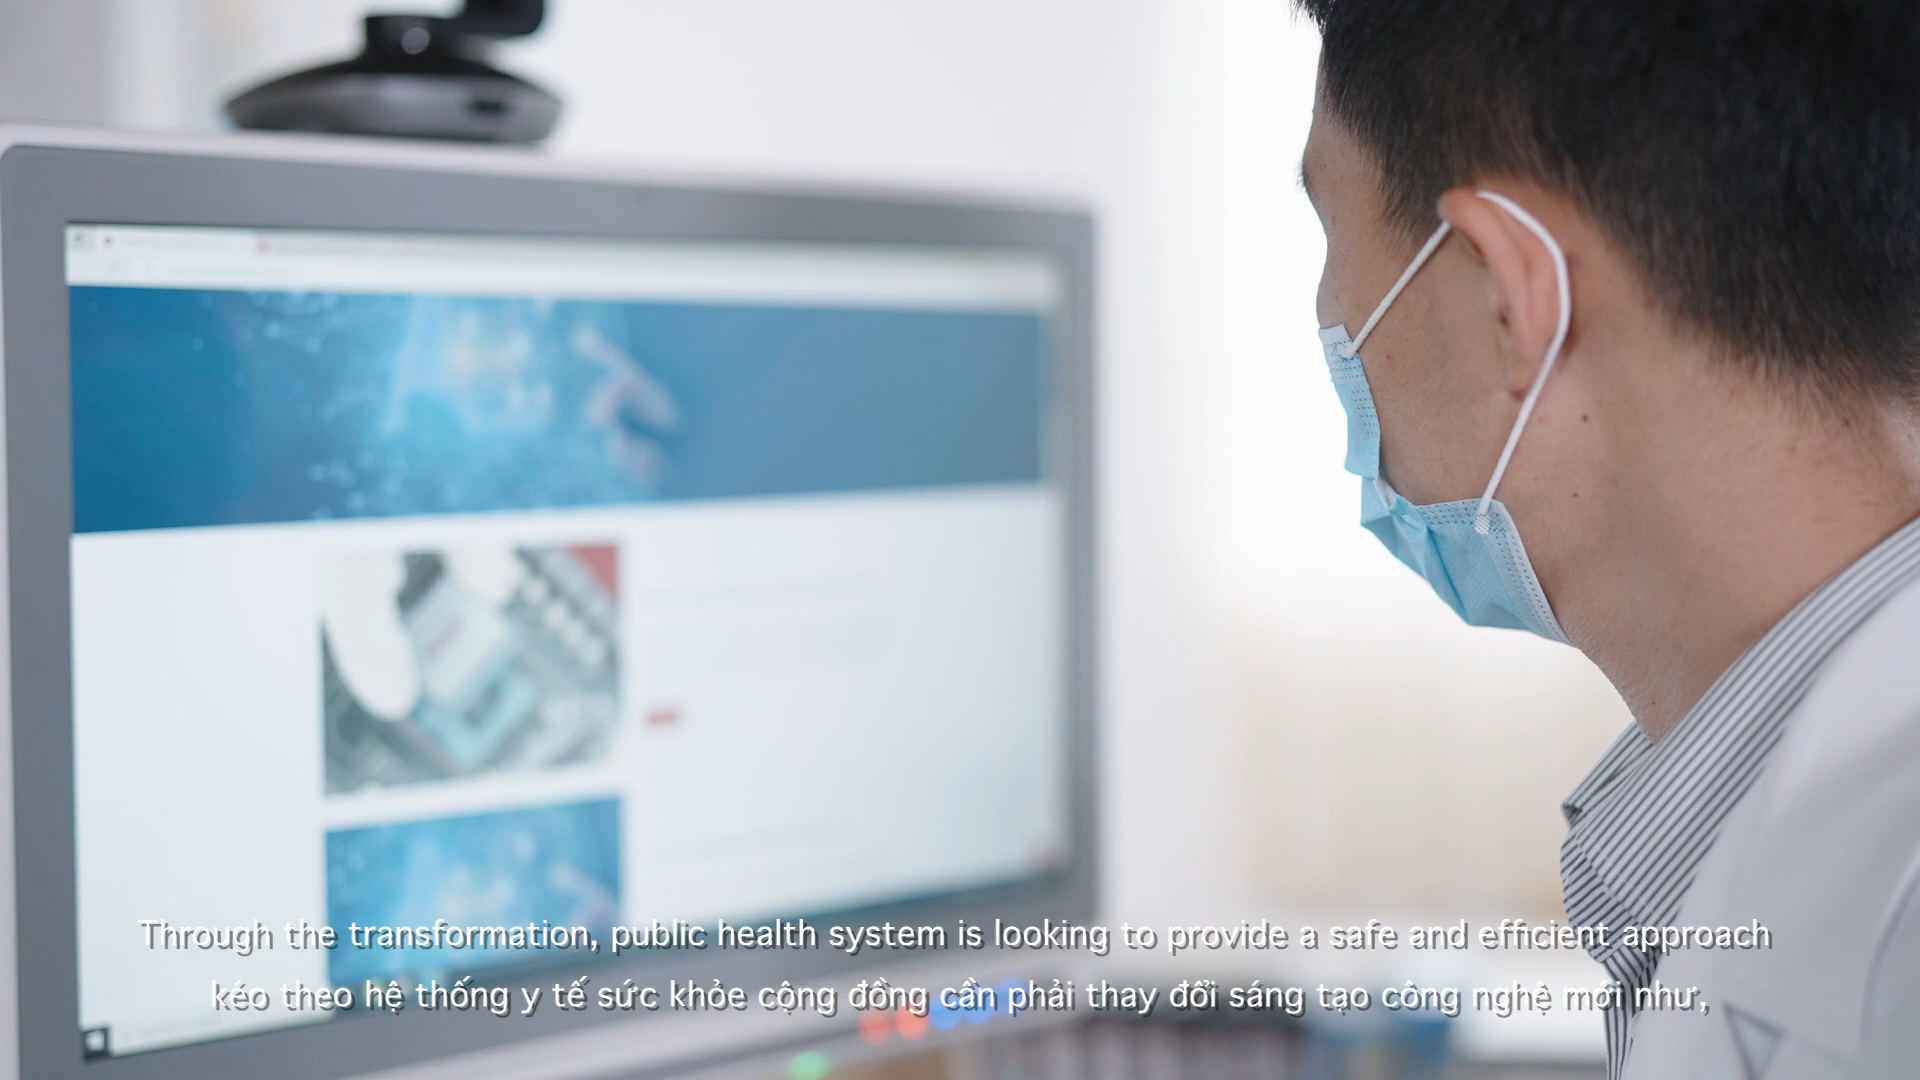 Through the transformation, public health system is looking to provide a safe and efficient approach
kéo theo hệ thống y tế sức khỏe cộng đồng cần phải thay đổi sáng tạo công nghệ mới như,